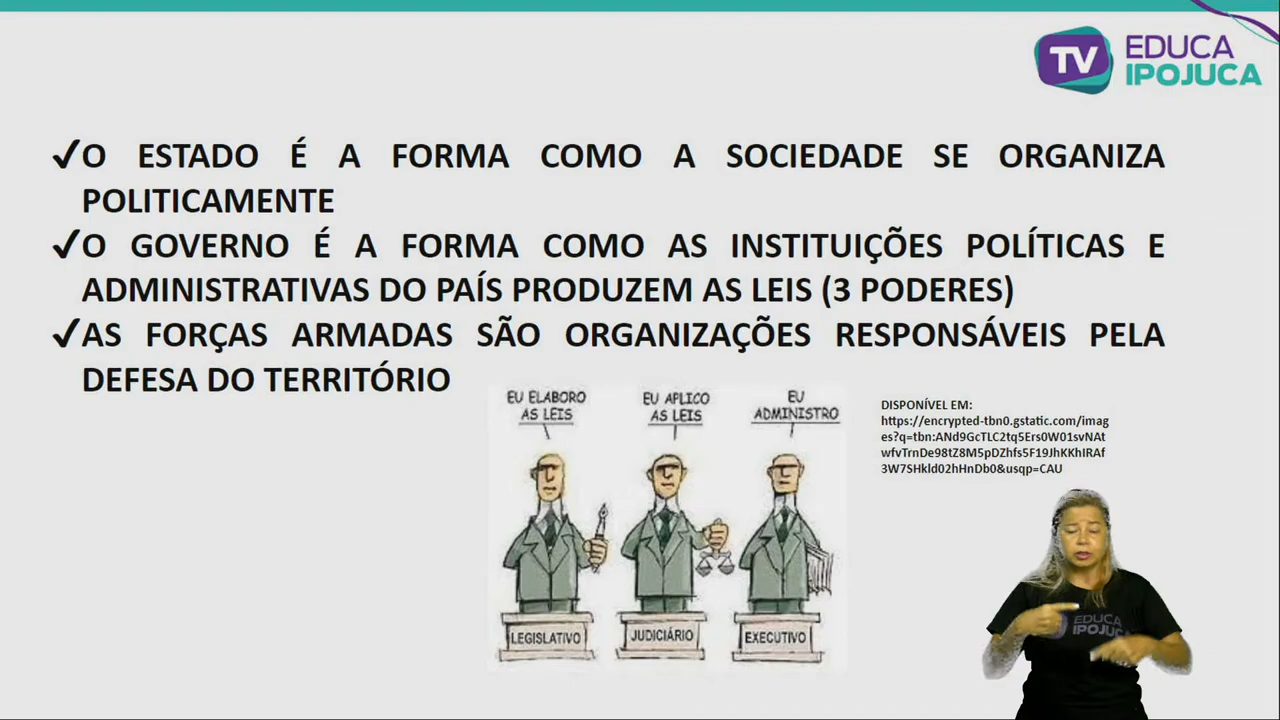 TV EDUCA
IPOJUCA
✓O ESTADO É A FORMA COMO A SOCIEDADE SE ORGANIZA
POLITICAMENTE
✓O GOVERNO É A FORMA COMO AS INSTITUIÇÕES POLÍTICAS E
ADMINISTRATIVAS DO PAÍS PRODUZEM AS LEIS (3 PODERES)
✓AS FORÇAS ARMADAS SÃO ORGANIZAÇÕES RESPONSÁVEIS PELA
DEFESA DO TERRITÓRIO
EU ELABORO
AS LEIS
EU APLICO
AS LEIS
EU
ADMINISTRO
DISPONÍVEL EM:
https://encrypted-tbn0.gstatic.com/imag
es?q=tbn:ANd9GcTLC2tq5Ers0W01svNAt
wfvTrnDe98tZ8M5pDZhfs5F19JhKKhIRAf
3W7SHkld02hHnDb0&usqp=CAU
LEGISLATIVO
JUDICIÁRIO
EXECUTIVO
EDUCA
IPOJUCA